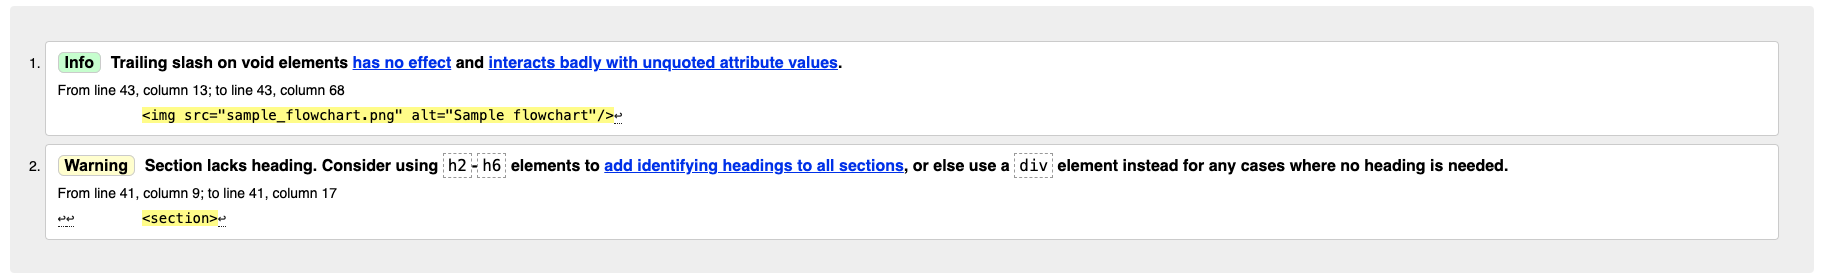 1. Info Trailing slash on void elements has no effect and interacts badly with unquoted attribute values.
From line 43, column 13; to line 43, column 68
<img src="sample_flowchart.png" alt="Sample flowchart"/>↩
2. Warning Section lacks heading. Consider using h2-h6 elements to add identifying headings to all sections, or else use a div element instead for any cases where no heading is needed.
From line 41, column 9; to line 41, column 17
↩↩ <section>↩